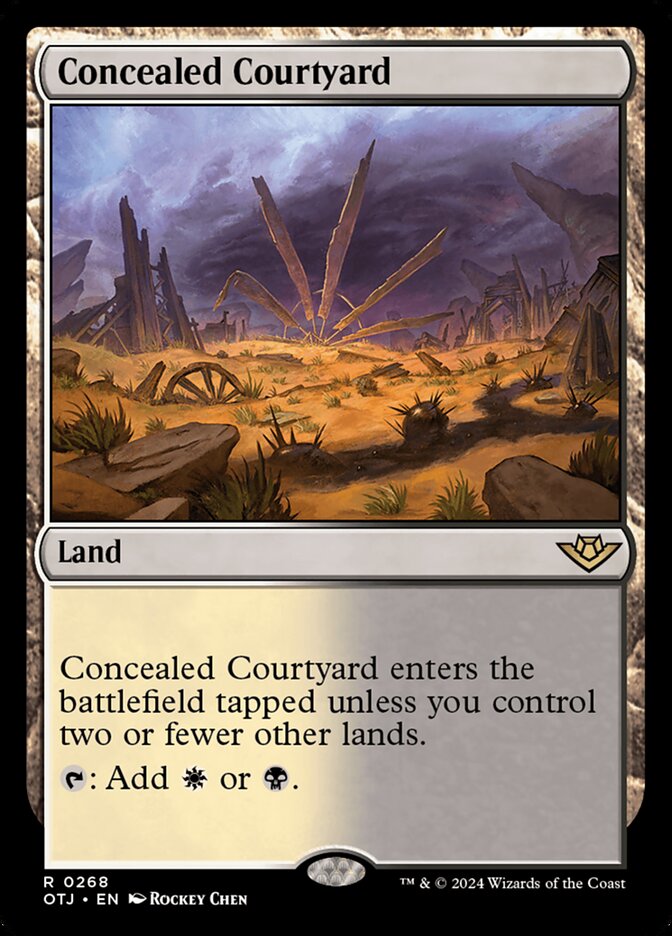 Concealed Courtyard
Land
Concealed Courtyard enters the
battlefield tapped unless you control
two or fewer other lands.
: Add or .
R 0268
OTJ • EN Rockey Chen
™ & © 2024 Wizards of the Coast